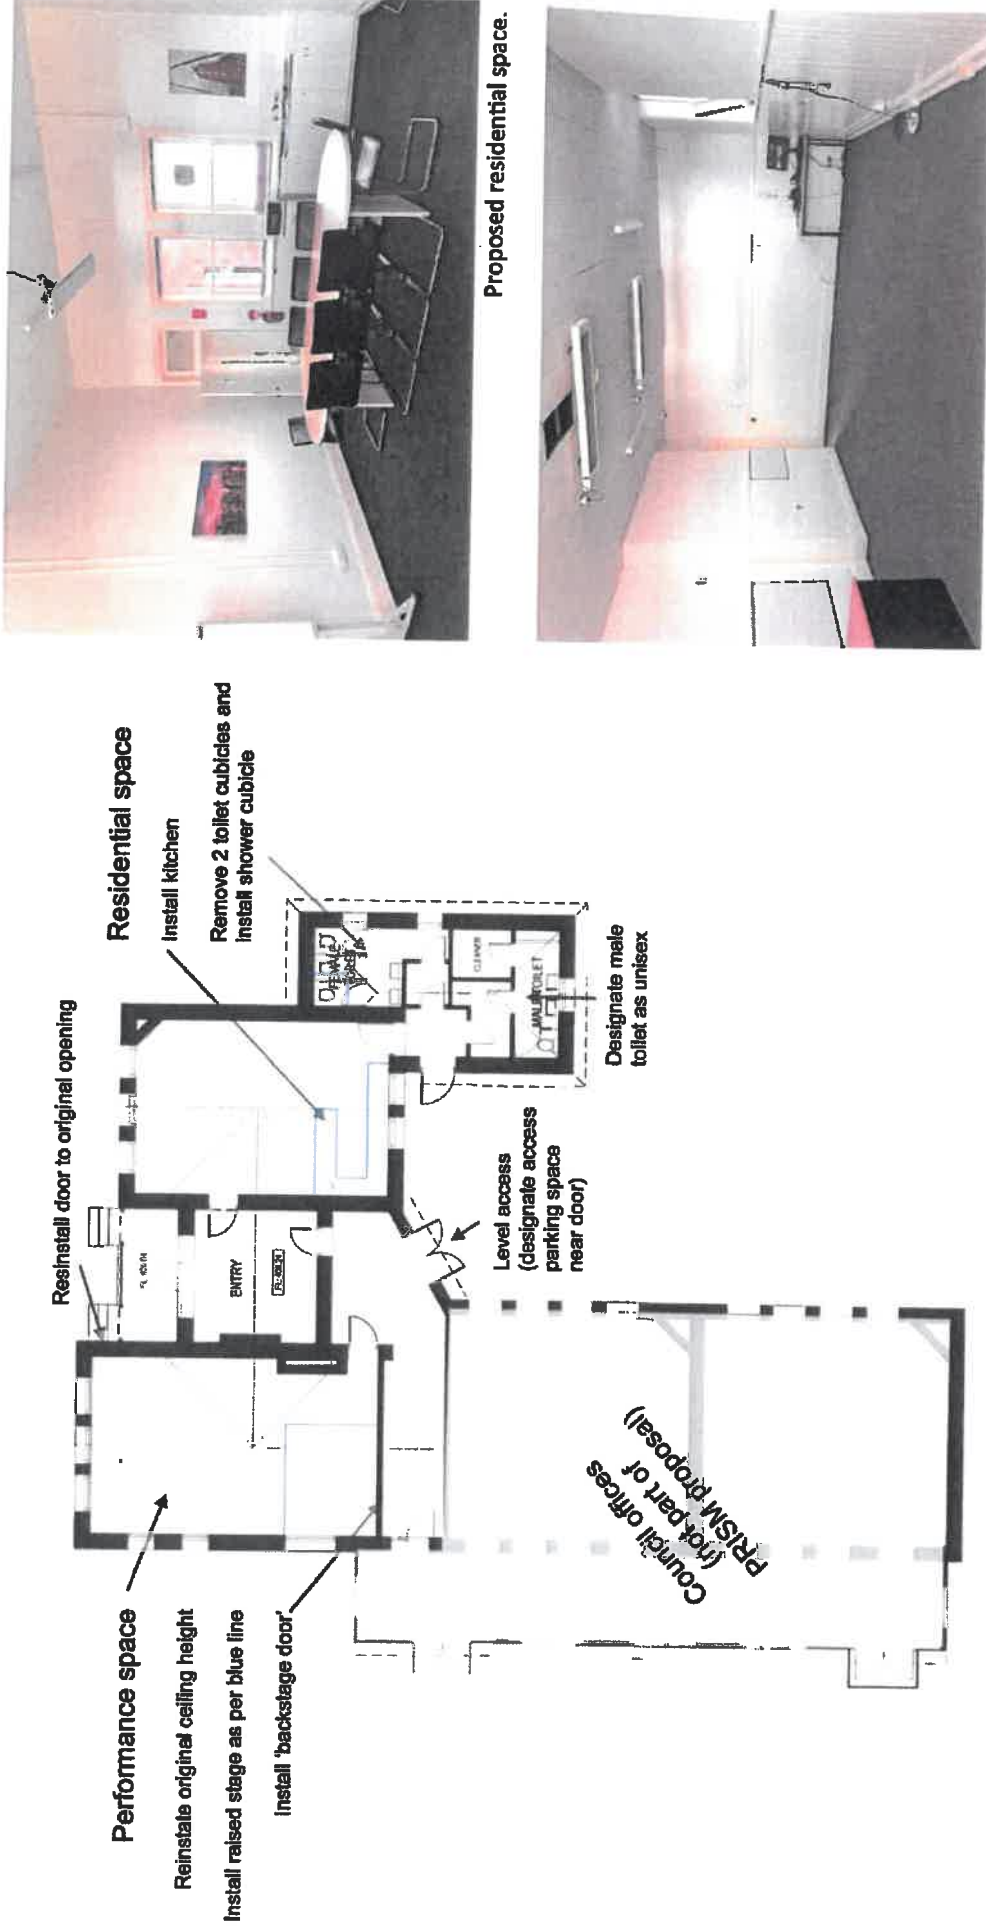 Performance space
Reinstate original ceiling height
Install raised stage as per blue line
Install 'backstage door'
Resinstall door to original opening
Residential space
Install kitchen
Remove 2 toilet cubicles and
install shower cubicle
ENTRY
CLEANER
MALE TOILET
Designate male
toilet as unisex
Level access
(designate access
parking space
near door)
Council offices
(not part of
PRISM proposal)
Proposed residential space.